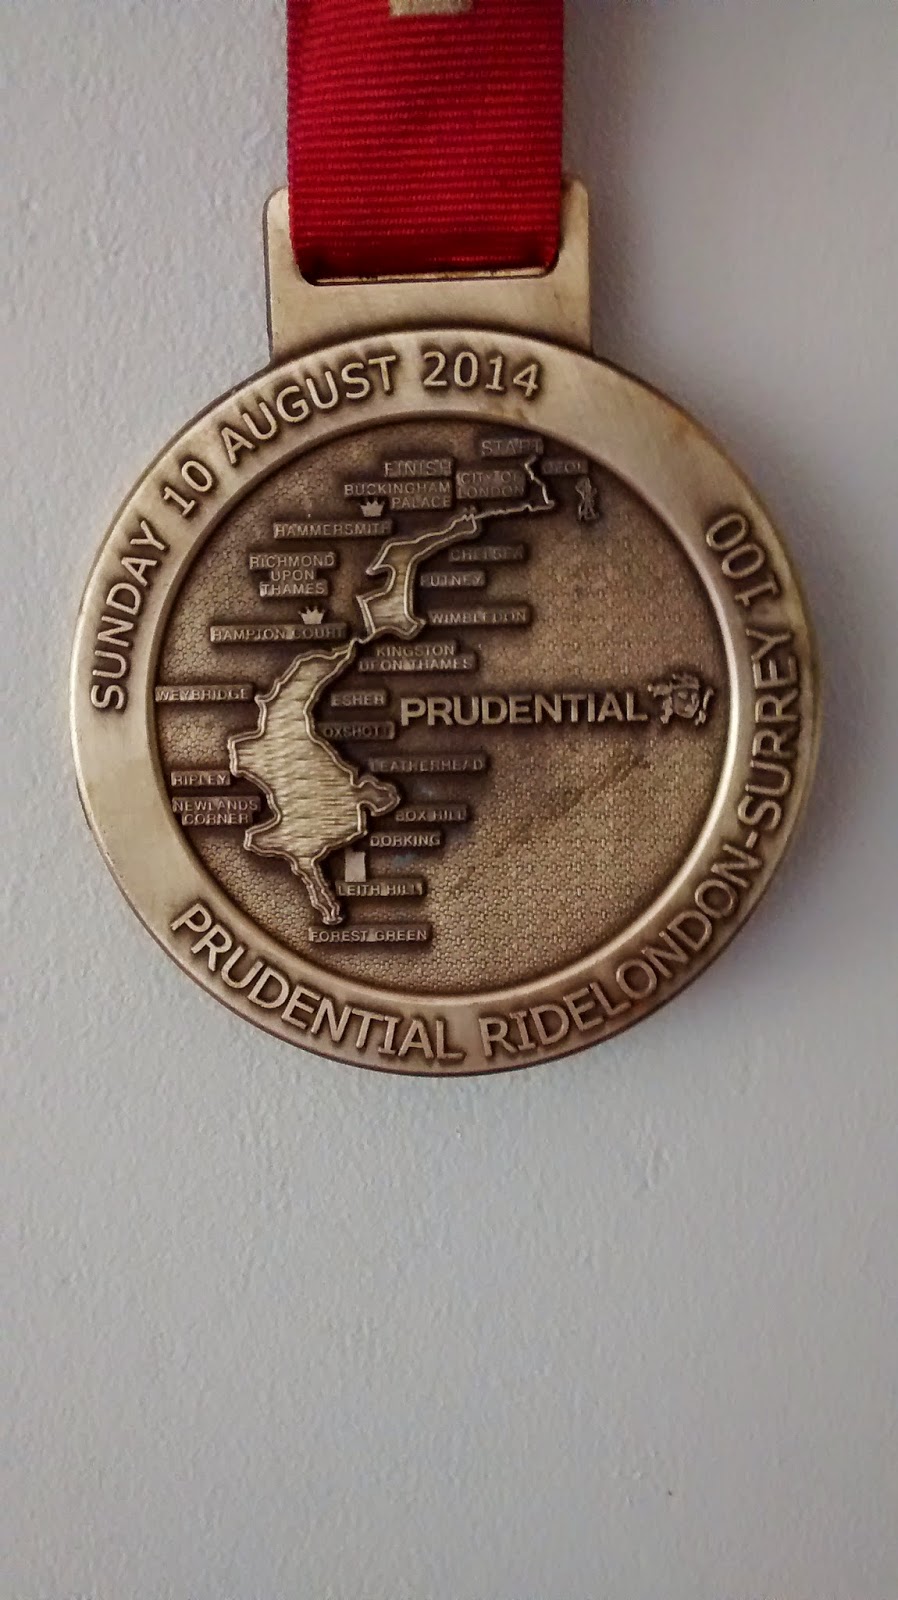 SUNDAY 10 AUGUST 2014
START
FINISH
BUCKINGHAM
PALACE
CITY OF
LONDON
HAMMERSMITH
CHELSEA
RICHMOND
UPON
THAMES
PUTNEY
WIMBLEDON
HAMPTON COURT
KINGSTON
UPON THAMES
WEYBRIDGE
ESHER
PRUDENTIAL
OXSHOTT
LEATHERHEAD
RIPLEY
NEWLANDS
CORNER
BOX HILL
DORKING
LEITH HILL
FOREST GREEN
PRUDENTIAL RIDELONDON-SURREY 100